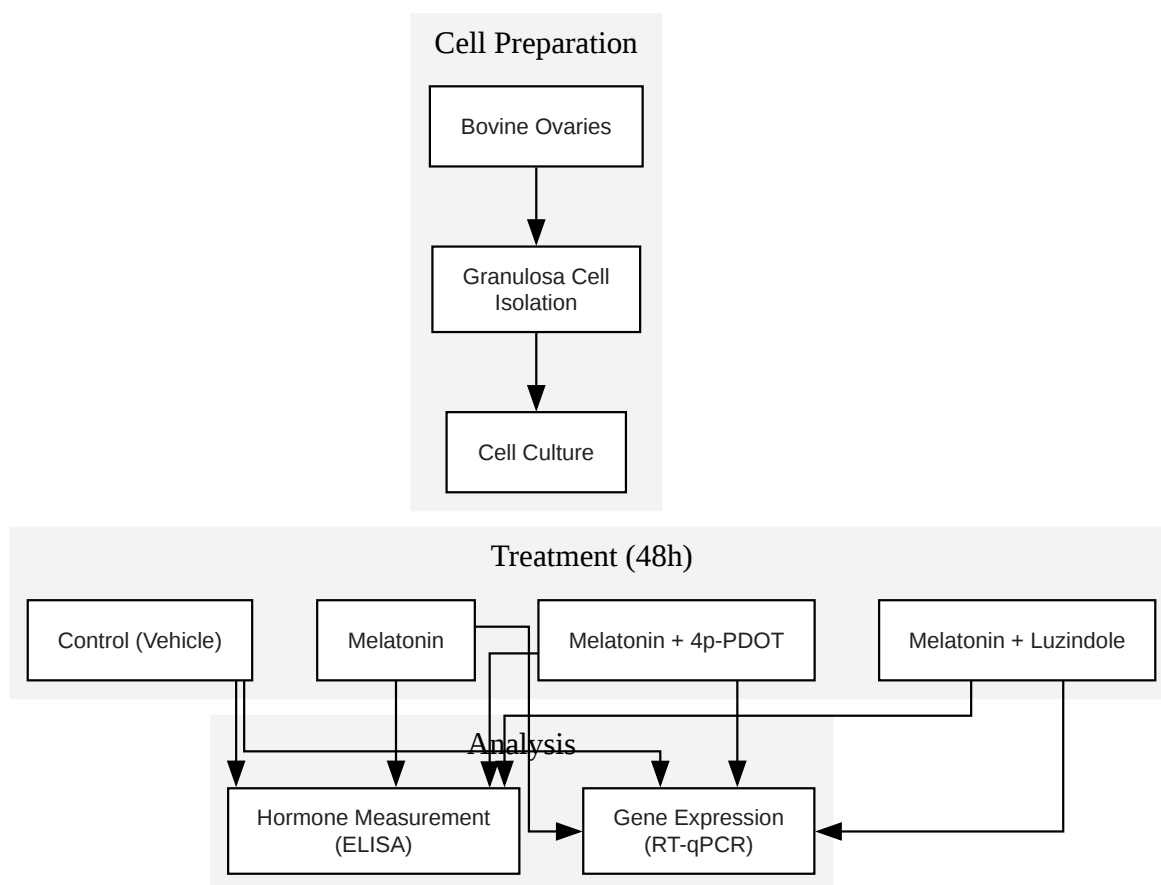 Cell Preparation
Bovine Ovaries
Granulosa Cell
Isolation
Cell Culture
Treatment (48h)
Control (Vehicle)
Melatonin
Melatonin + 4p-PDOT
Melatonin + Luzindole
Analysis
Hormone Measurement
(ELISA)
Gene Expression
(RT-qPCR)